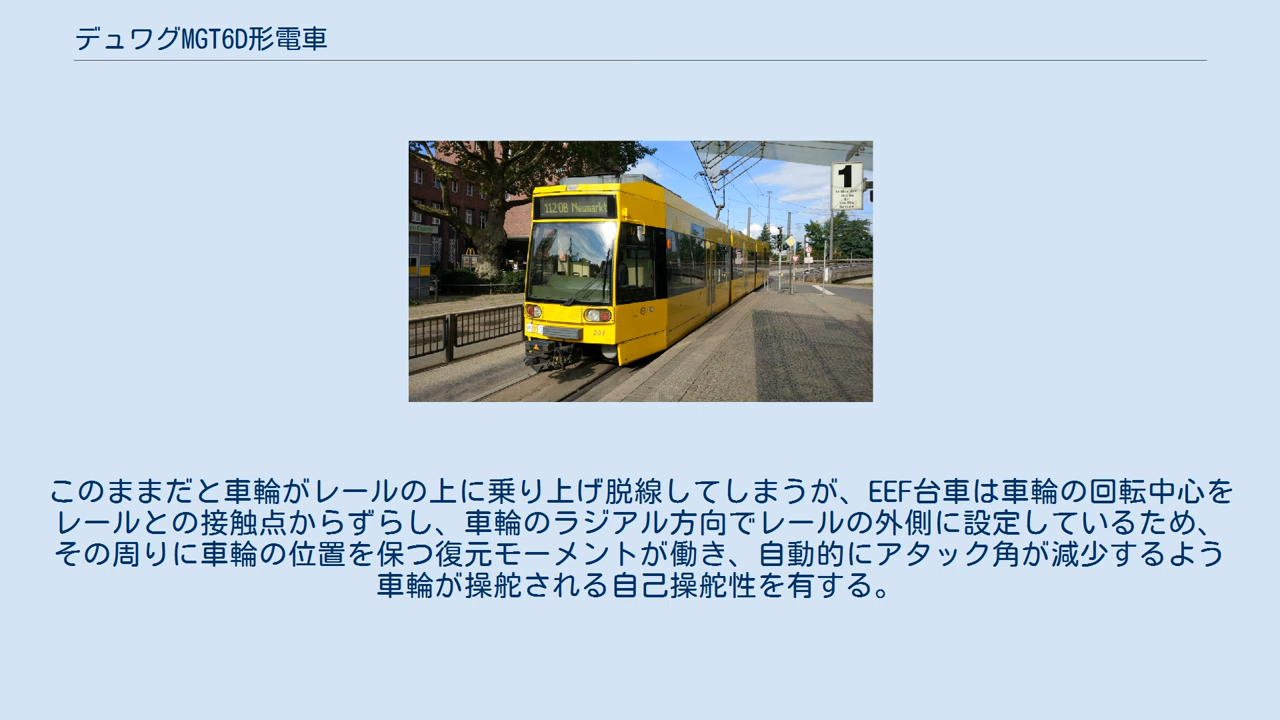 デュワグMGT6D形電車
112 OB Neumarkt
1
201
このままだと車輪がレールの上に乗り上げ脱線してしまうが、EEF台車は車輪の回転中心を
レールとの接触点からずらし、車輪のラジアル方向でレールの外側に設定しているため、
その周りに車輪の位置を保つ復元モーメントが働き、自動的にアタック角が減少するよう
車輪が操舵される自己操舵性を有する。